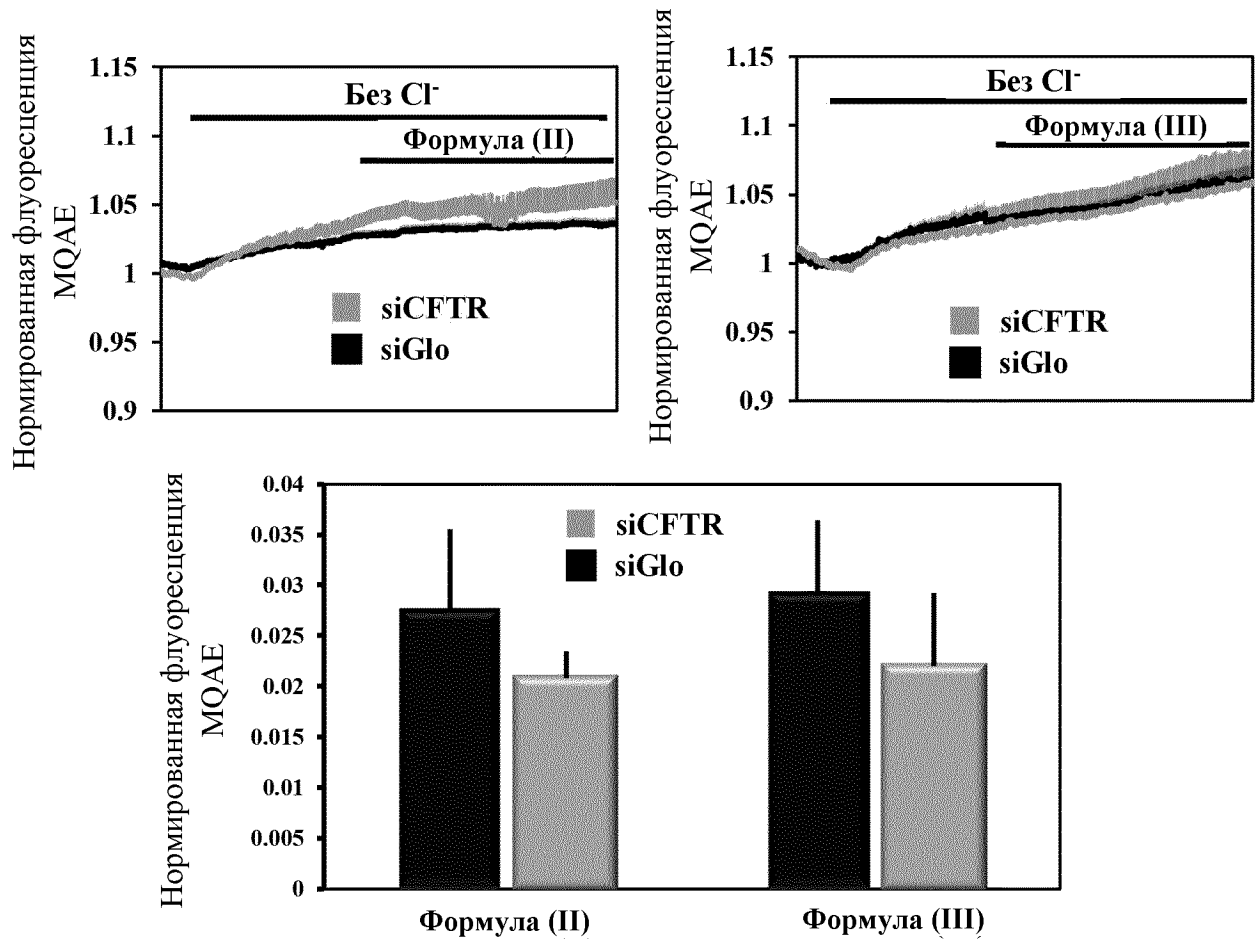 Нормированная флуоресценция
MQAE
1.15
1.1
1.05
1
0.95
0.9
Без Cl-
Формула (II)
siCFTR
siGlo
Нормированная флуоресценция
MQAE
1.15
1.1
1.05
1
0.95
0.9
Без Cl-
Формула (III)
siCFTR
siGlo
Нормированная флуоресценция
MQAE
0.04
0.035
0.03
0.025
0.02
0.015
0.01
0.005
0
siCFTR
siGlo
Формула (II)
Формула (III)